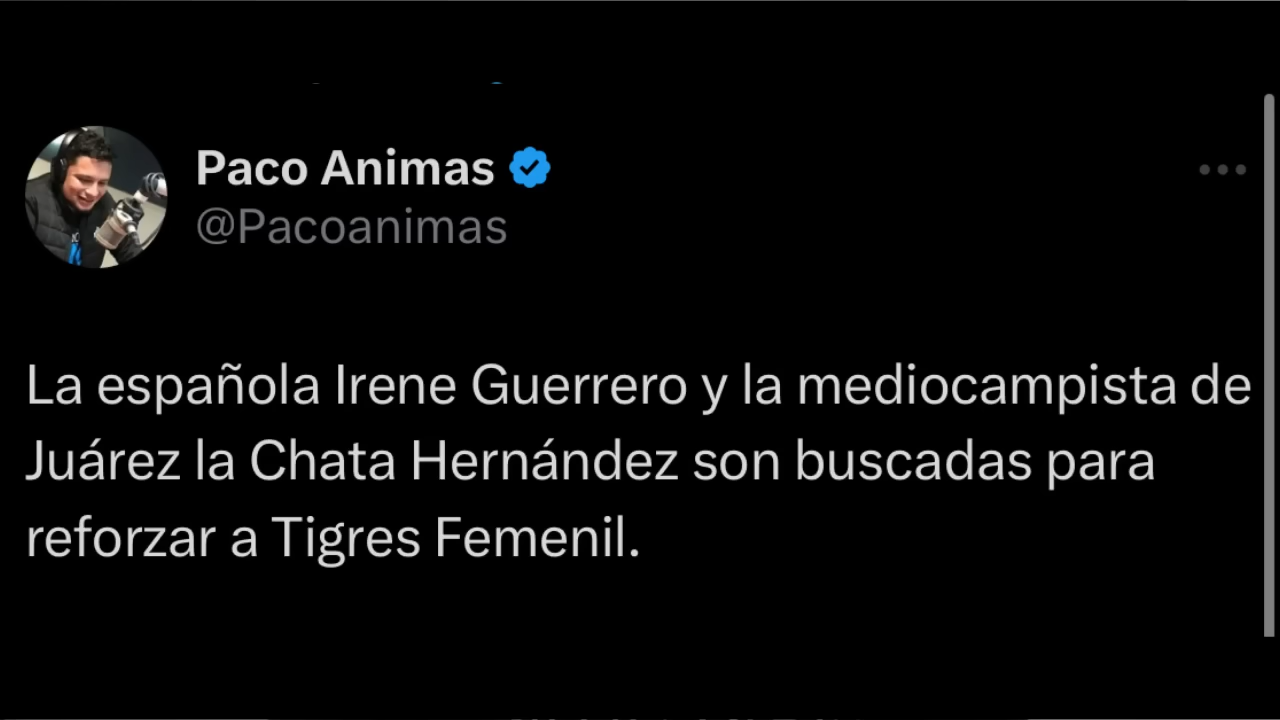 Paco Animas
@Pacoanimas
La española Irene Guerrero y la mediocampista de
Juárez la Chata Hernández son buscadas para
reforzar a Tigres Femenil.